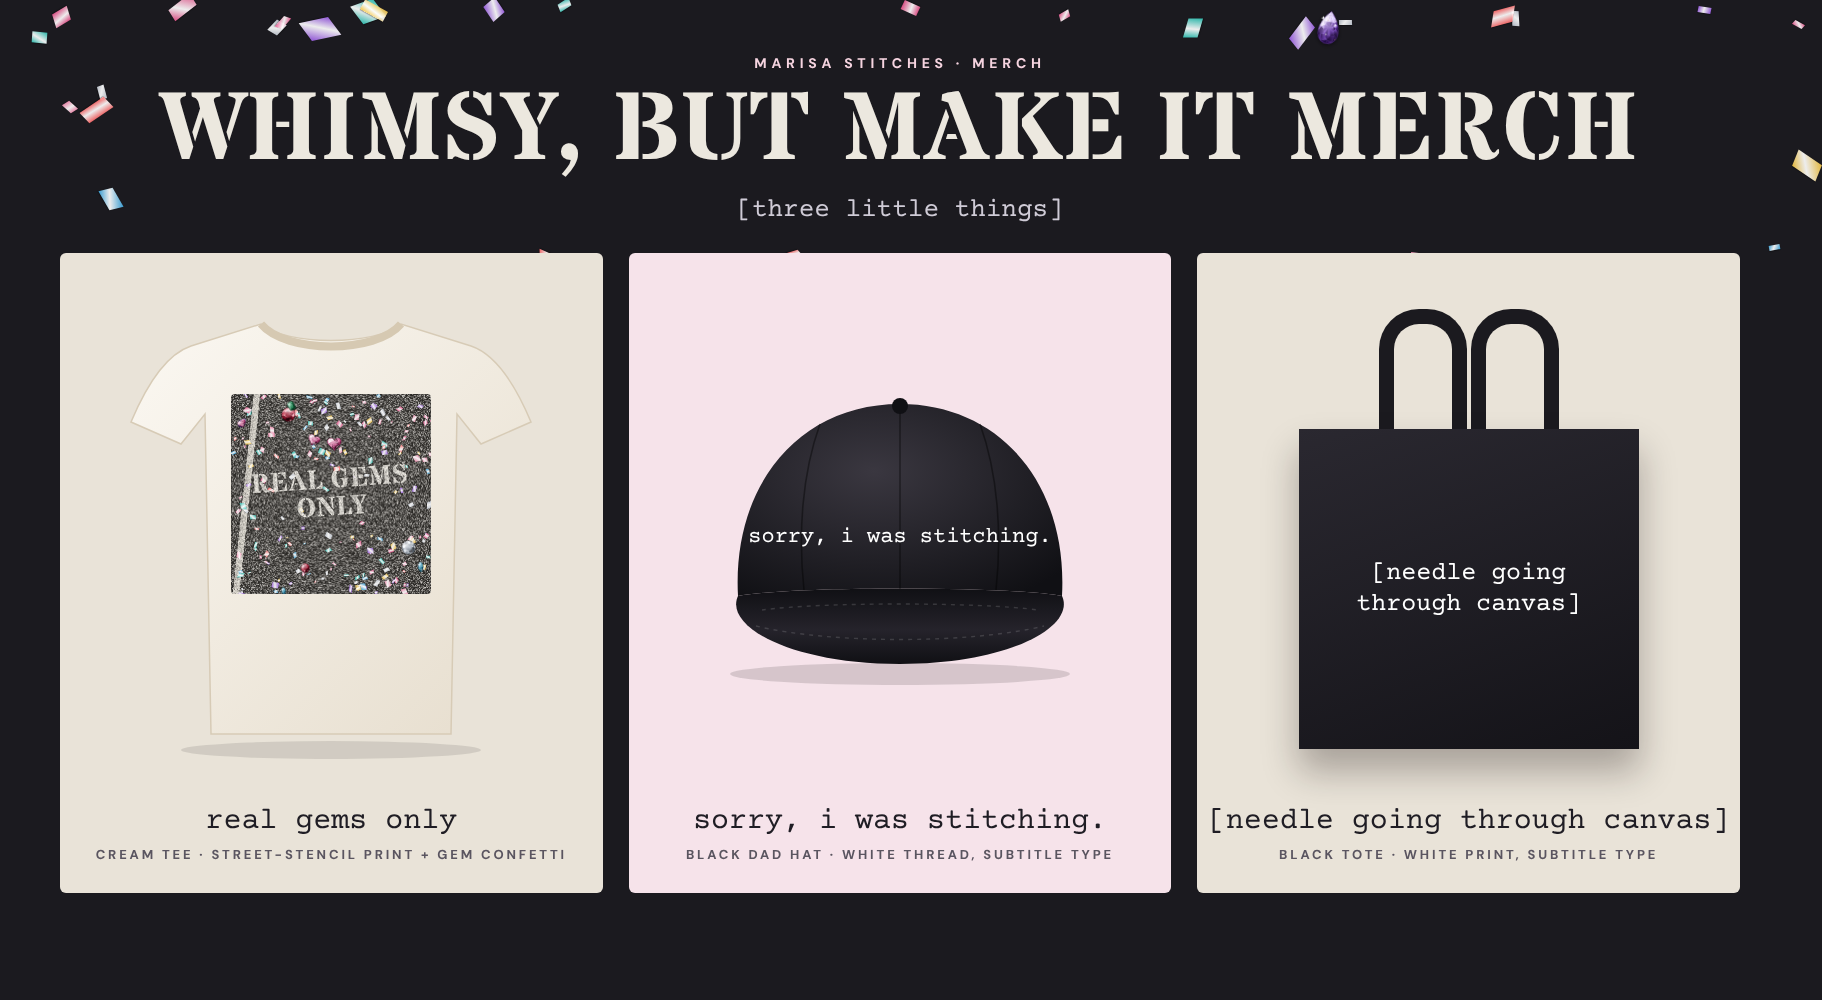 MARISA STITCHES · MERCH
WHIMSY, BUT MAKE IT MERCH
[three little things]
REAL GEMS
ONLY
real gems only
CREAM TEE · STREET-STENCIL PRINT + GEM CONFETTI
sorry, i was stitching.
sorry, i was stitching.
BLACK DAD HAT · WHITE THREAD, SUBTITLE TYPE
[needle going
through canvas]
[needle going through canvas]
BLACK TOTE · WHITE PRINT, SUBTITLE TYPE